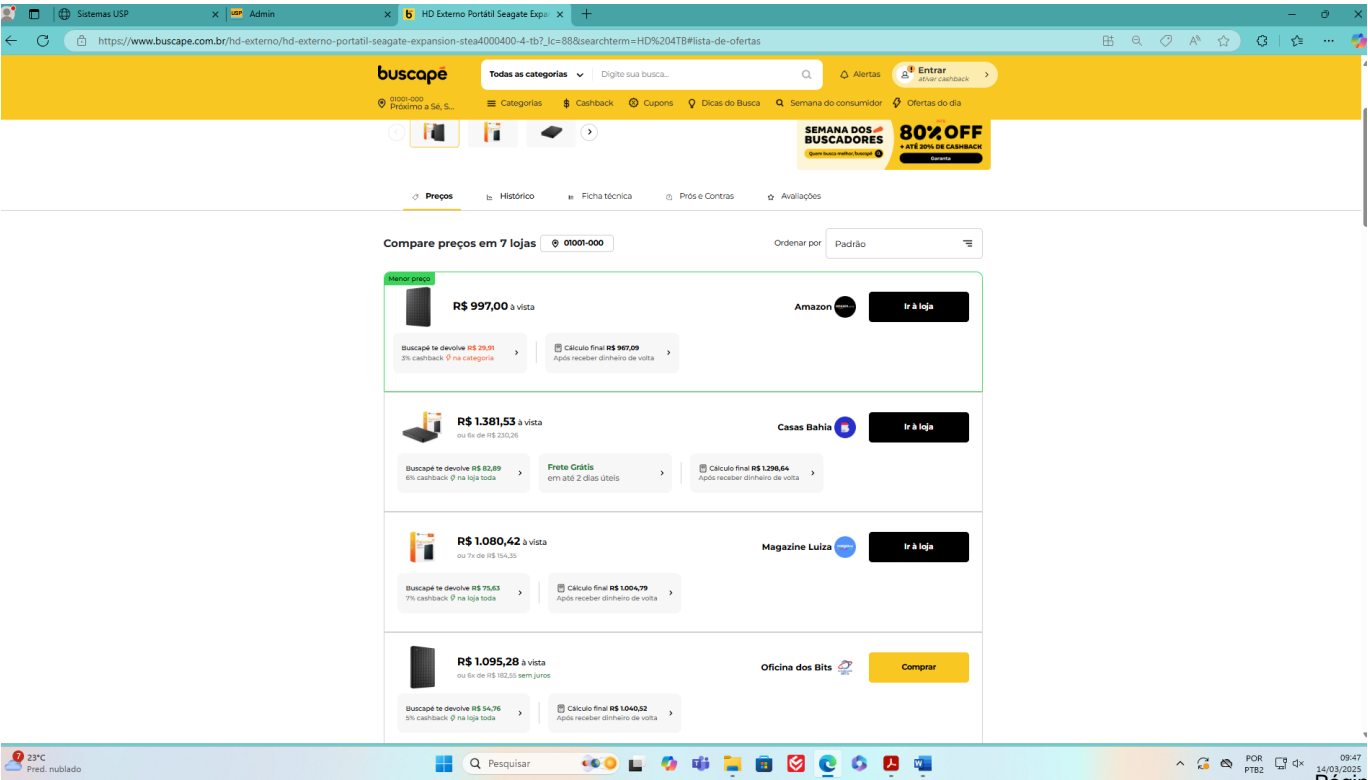 Sistemas USP
USP Admin
b HD Externo Portátil Seagate Expan
https://www.buscape.com.br/hd-externo/hd-externo-portatil-seagate-expansion-stea4000400-4-tb?_lc=88&searchterm=HD%204TB#lista-de-ofertas
buscapé
Todas as categorias
Digite sua busca...
Alertas
Entrar
ativar cashback
01001-000
Próximo a Sé, S...
Categorias
Cashback
Cupons
Dicas do Busca
Semana do consumidor
Ofertas do dia
SEMANA DOS
BUSCADORES
Quem busca melhor, buscapé
ATÉ
80% OFF
+ ATÉ 20% DE CASHBACK
Garanta
Preços
Histórico
Ficha técnica
Prós e Contras
Avaliações
Compare preços em 7 lojas
01001-000
Ordenar por
Padrão
Menor preço
R$ 997,00 à vista
Amazon
Ir à loja
Buscapé te devolve R$ 29,91
3% cashback na categoria
Cálculo final R$ 967,09
Após receber dinheiro de volta
R$ 1.381,53 à vista
ou 6x de R$ 230,26
Casas Bahia
Ir à loja
Buscapé te devolve R$ 82,89
6% cashback na loja toda
Frete Grátis
em até 2 dias úteis
Cálculo final R$ 1.298,64
Após receber dinheiro de volta
R$ 1.080,42 à vista
ou 7x de R$ 154,35
Magazine Luiza
Ir à loja
Buscapé te devolve R$ 75,63
7% cashback na loja toda
Cálculo final R$ 1.004,79
Após receber dinheiro de volta
R$ 1.095,28 à vista
ou 6x de R$ 182,55 sem juros
Oficina dos Bits
Comprar
Buscapé te devolve R$ 54,76
5% cashback na loja toda
Cálculo final R$ 1.040,52
Após receber dinheiro de volta
7
23°C
Pred. nublado
Pesquisar
POR
PTB2
09:47
14/03/2025